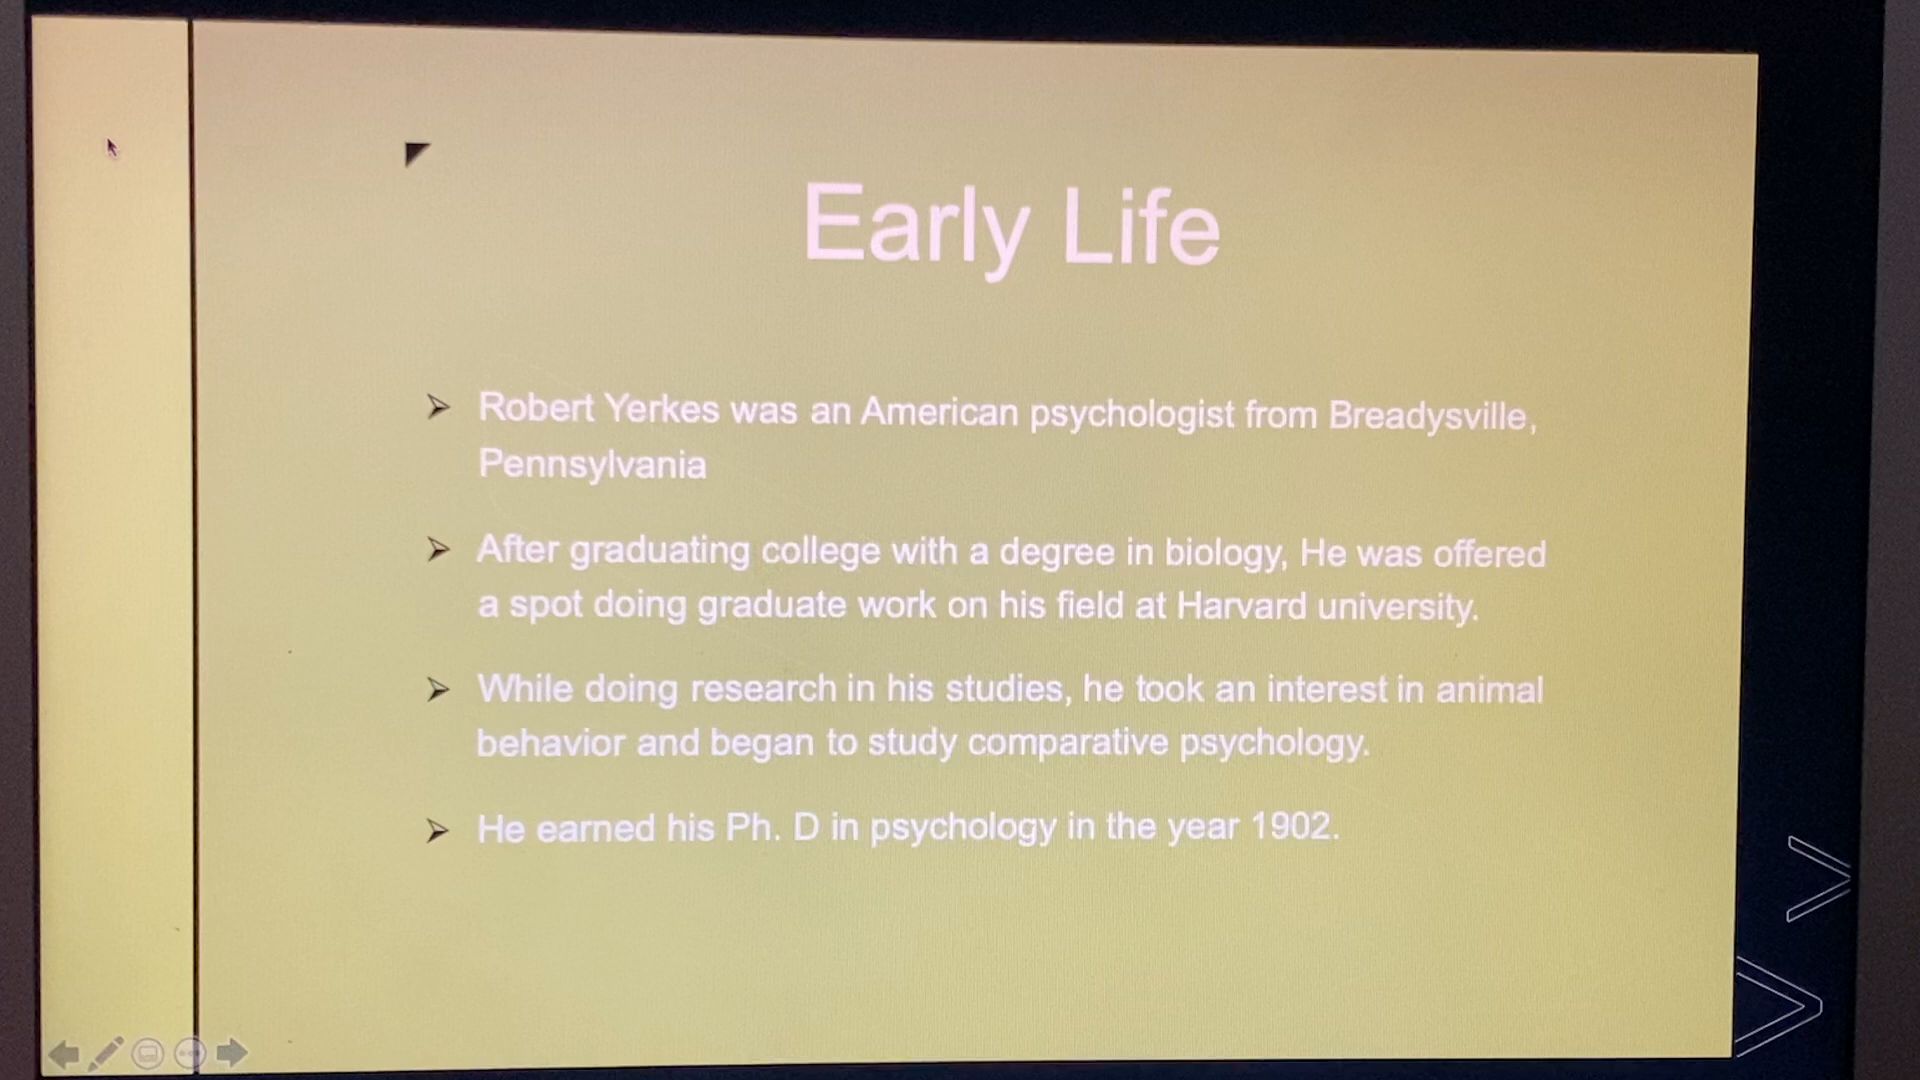 Early Life
Robert Yerkes was an American psychologist from Breadysville,
Pennsylvania
After graduating college with a degree in biology, He was offered
a spot doing graduate work on his field at Harvard university.
While doing research in his studies, he took an interest in animal
behavior and began to study comparative psychology.
He earned his Ph. D in psychology in the year 1902.